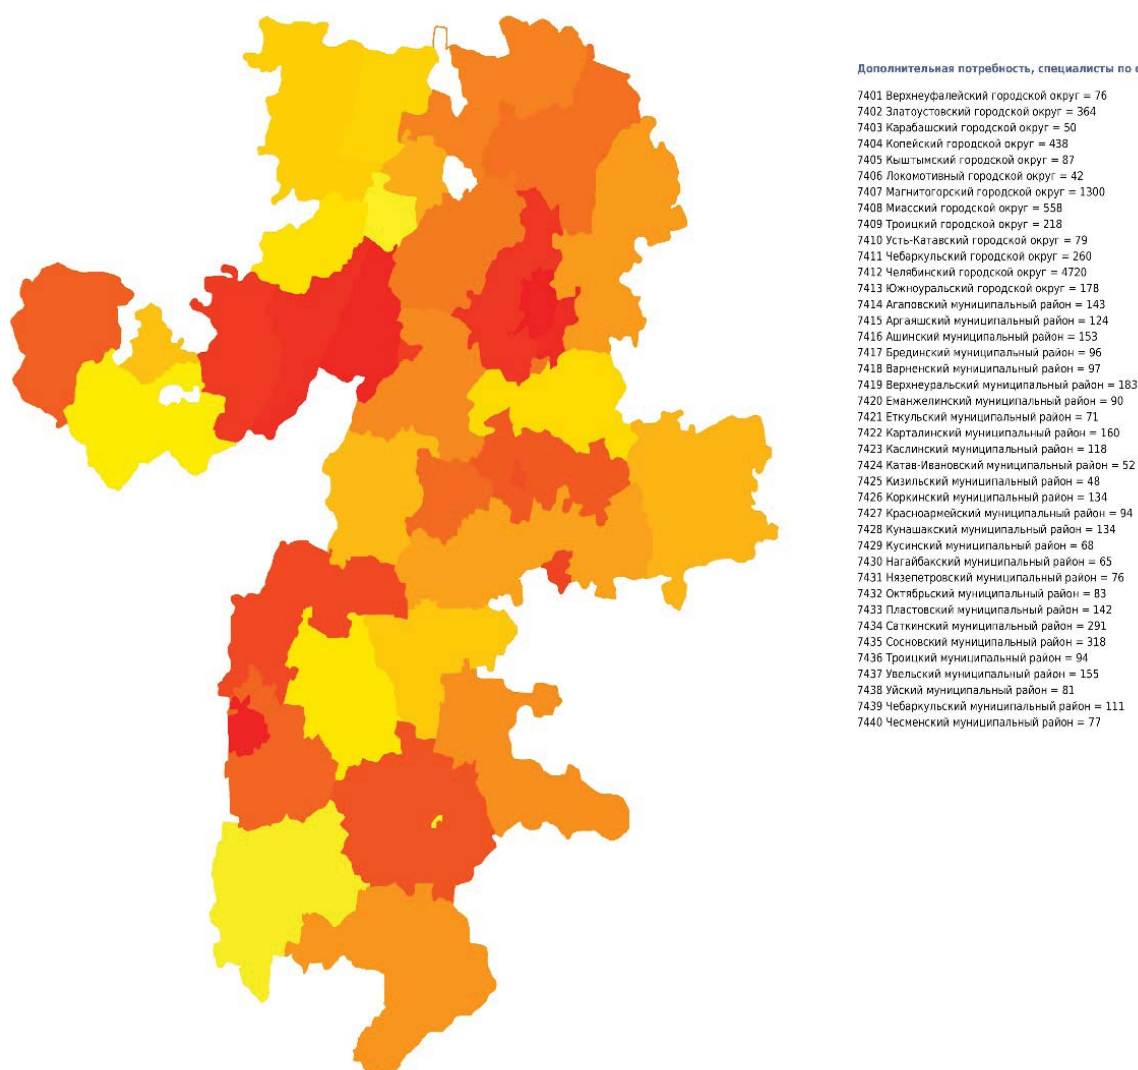 Дополнительная потребность, специалисты по
7401 Верхнеуфалейский городской округ = 76
7402 Златоустовский городской округ = 364
7403 Карабашский городской округ = 50
7404 Копейский городской округ = 438
7405 Кыштымский городской округ = 87
7406 Локомотивный городской округ = 42
7407 Магнитогорский городской округ = 1300
7408 Миасский городской округ = 558
7409 Троицкий городской округ = 218
7410 Усть-Катавский городской округ = 79
7411 Чебаркульский городской округ = 260
7412 Челябинский городской округ = 4720
7413 Южноуральский городской округ = 178
7414 Агаповский муниципальный район = 143
7415 Аргаяшский муниципальный район = 124
7416 Ашинский муниципальный район = 153
7417 Брединский муниципальный район = 96
7418 Варненский муниципальный район = 97
7419 Верхнеуральский муниципальный район = 183
7420 Еманжелинский муниципальный район = 90
7421 Еткульский муниципальный район = 71
7422 Карталинский муниципальный район = 160
7423 Каслинский муниципальный район = 118
7424 Катав-Ивановский муниципальный район = 52
7425 Кизильский муниципальный район = 48
7426 Коркинский муниципальный район = 134
7427 Красноармейский муниципальный район = 94
7428 Кунашакский муниципальный район = 134
7429 Кусинский муниципальный район = 68
7430 Нагайбакский муниципальный район = 65
7431 Нязепетровский муниципальный район = 76
7432 Октябрьский муниципальный район = 83
7433 Пластовский муниципальный район = 142
7434 Саткинский муниципальный район = 291
7435 Сосновский муниципальный район = 318
7436 Троицкий муниципальный район = 94
7437 Увельский муниципальный район = 155
7438 Уйский муниципальный район = 81
7439 Чебаркульский муниципальный район = 111
7440 Чесменский муниципальный район = 77